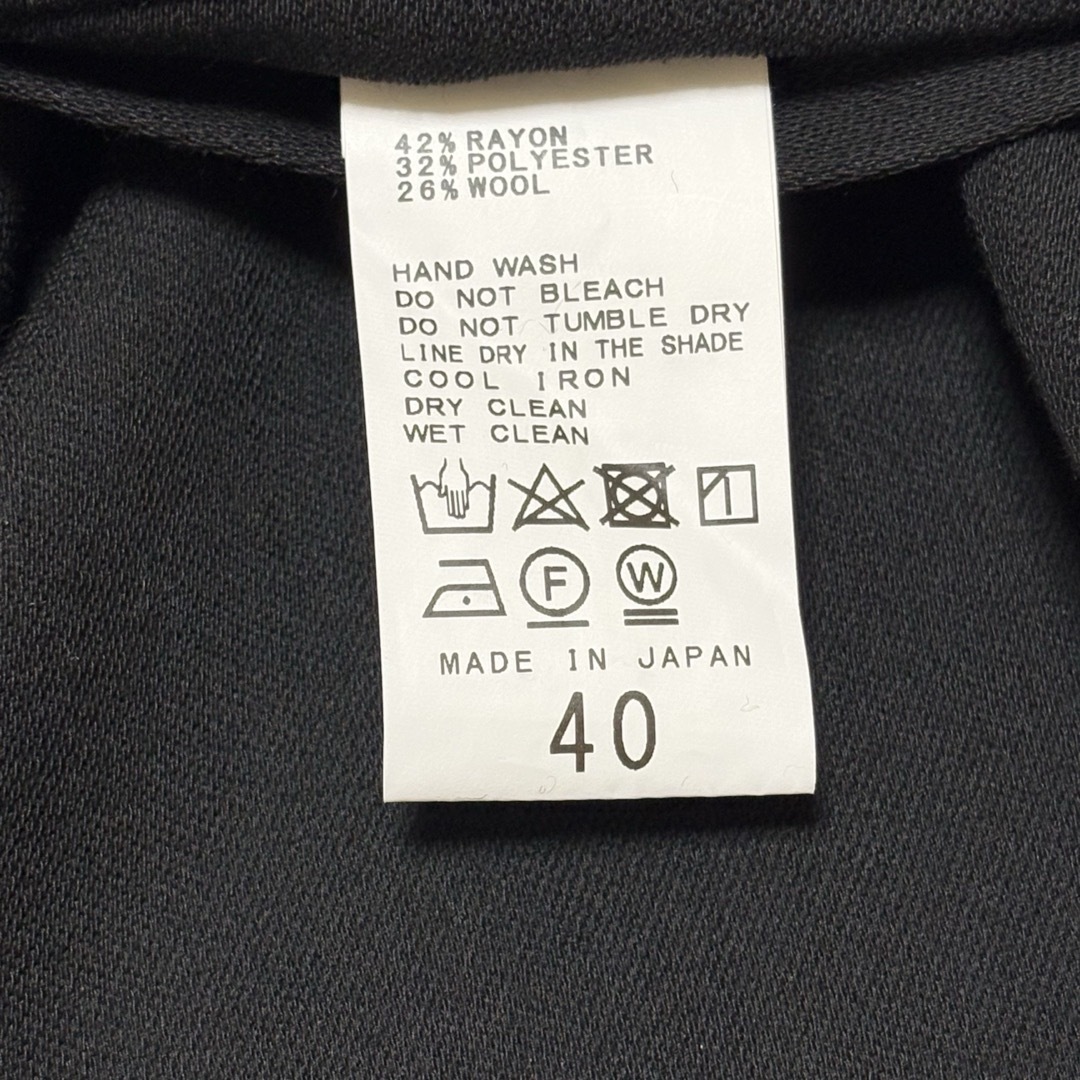 42% RAYON
32% POLYESTER
26% WOOL
HAND WASH
DO NOT BLEACH
DO NOT TUMBLE DRY
LINE DRY IN THE SHADE
COOL IRON
DRY CLEAN
WET CLEAN
F W
MADE IN JAPAN
40